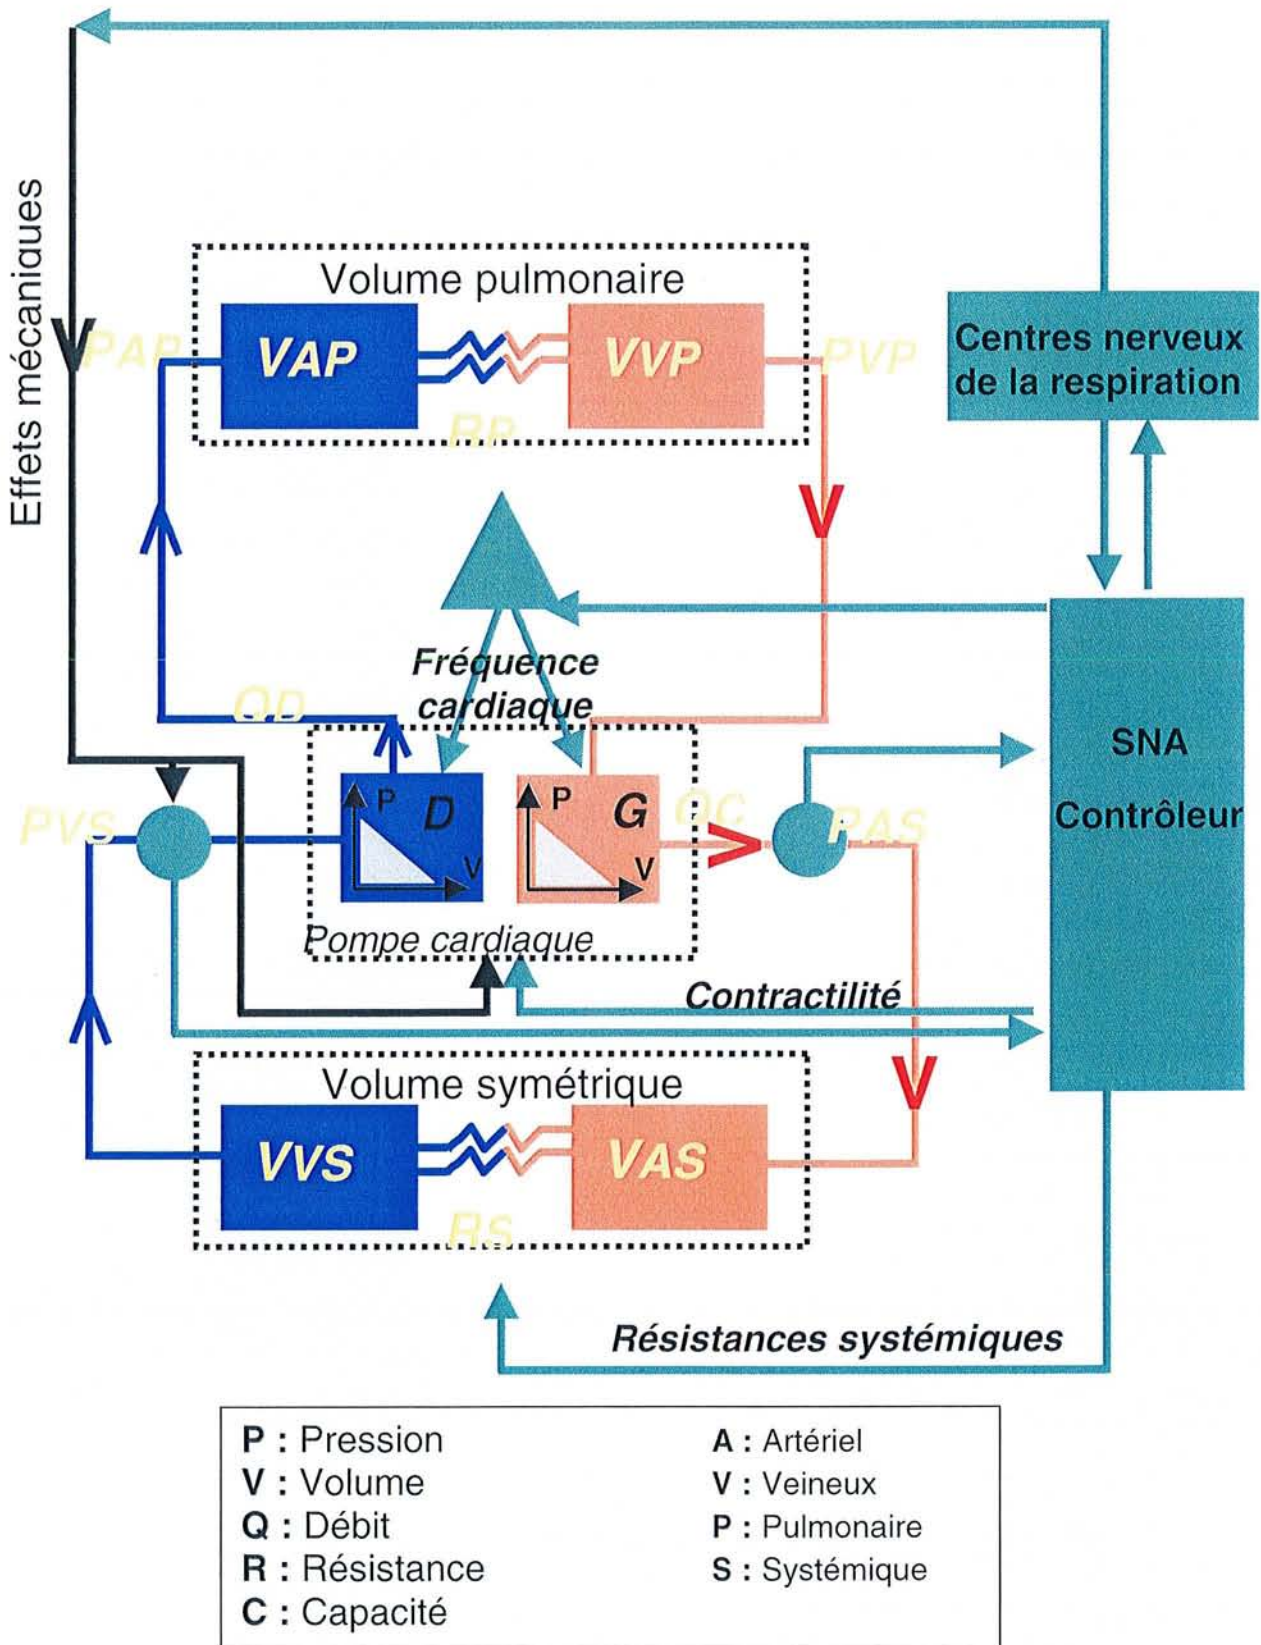 Effets mécaniques
Volume pulmonaire
PAP
VAP
VVP
PVP
RP
Centres nerveux
de la respiration
Fréquence
cardiaque
QD
SNA
Contrôleur
P
D
V
P
G
V
QC
PVS
PAS
Pompe cardiaque
Contractilité
Volume symétrique
VVS
VAS
RS
Résistances systémiques
P : Pression
V : Volume
Q : Débit
R : Résistance
C : Capacité
A : Artériel
V : Veineux
P : Pulmonaire
S : Systémique